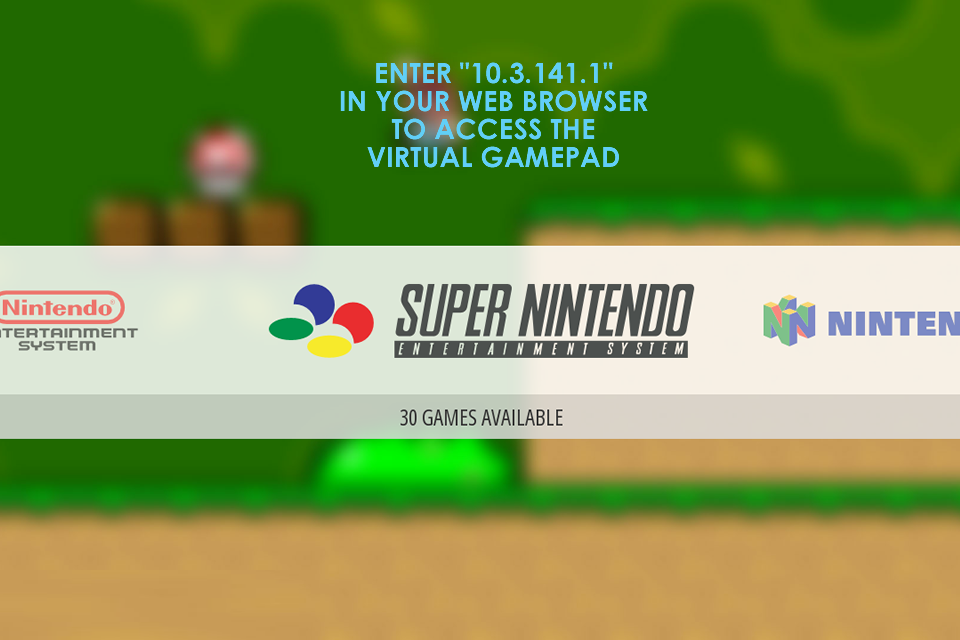 ENTER "10.3.141.1"
IN YOUR WEB BROWSER
TO ACCESS THE
VIRTUAL GAMEPAD
Nintendo®
NTERTAINMENT
SYSTEM
SUPER NINTENDO
ENTERTAINMENT SYSTEM
NINTEN
30 GAMES AVAILABLE